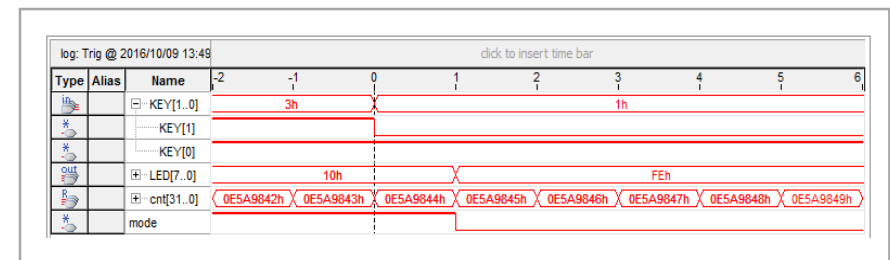 log: Trig @ 2016/10/09 13:49 click to insert time bar
Type Alias Name -2 -1 0 1 2 3 4 5 6
in KEY[1..0] 3h 1h
* KEY[1]
* KEY[0]
out LED[7..0] 10h FEh
R cnt[31..0] 0E5A9842h 0E5A9843h 0E5A9844h 0E5A9845h 0E5A9846h 0E5A9847h 0E5A9848h 0E5A9849h
* mode